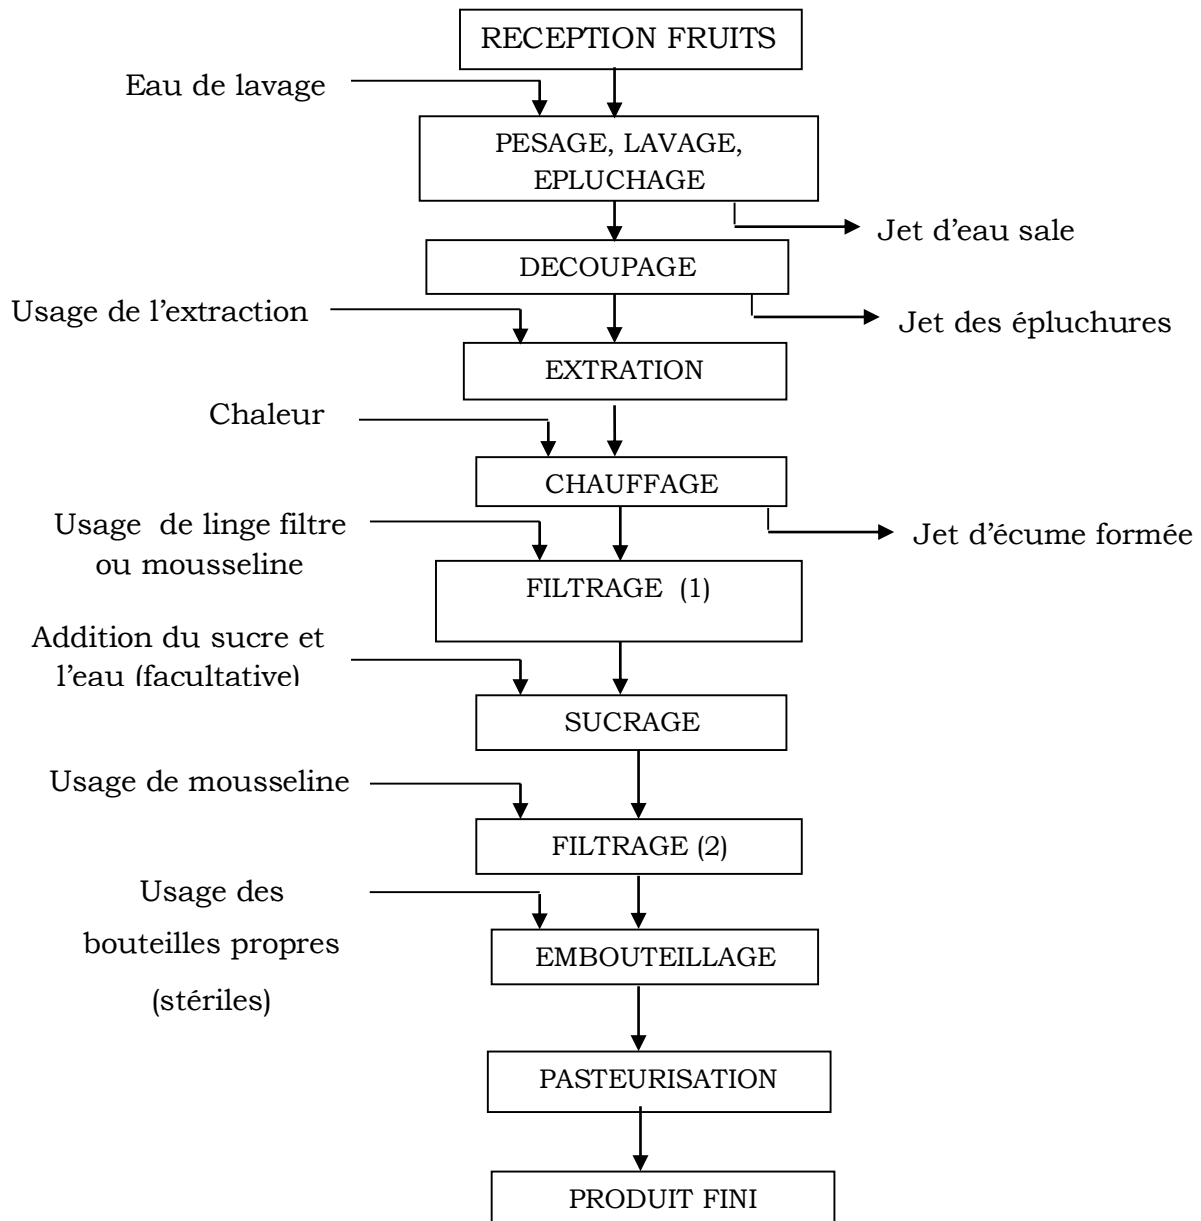 RECEPTION FRUITS
Eau de lavage
PESAGE, LAVAGE,
EPLUCHAGE
Jet d’eau sale
DECOUPAGE
Usage de l’extraction
Jet des épluchures
EXTRATION
Chaleur
CHAUFFAGE
Usage  de linge filtre
ou mousseline
Jet d’écume formée
FILTRAGE  (1)
Addition du sucre et
l’eau (facultative)
SUCRAGE
Usage de mousseline
FILTRAGE (2)
Usage des
bouteilles propres
(stériles)
EMBOUTEILLAGE
PASTEURISATION
PRODUIT FINI